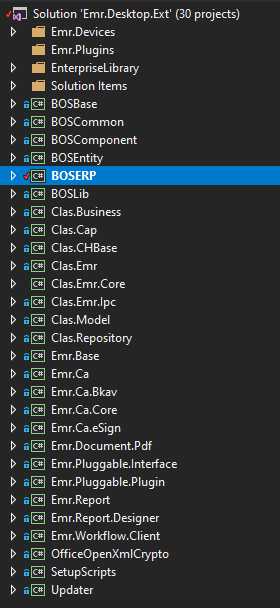 Solution 'Emr.Desktop.Ext' (30 projects)
Emr.Devices
Emr.Plugins
EnterpriseLibrary
Solution Items
C# BOSBase
C# BOSCommon
C# BOSComponent
C# BOSEntity
C# BOSERP
C# BOSLib
C# Clas.Business
C# Clas.Cap
C# Clas.CHBase
C# Clas.Emr
C# Clas.Emr.Core
C# Clas.Emr.Ipc
C# Clas.Model
C# Clas.Repository
C# Emr.Base
C# Emr.Ca
C# Emr.Ca.Bkav
C# Emr.Ca.Core
C# Emr.Ca.eSign
C# Emr.Document.Pdf
C# Emr.Pluggable.Interface
C# Emr.Pluggable.Plugin
C# Emr.Report
C# Emr.Report.Designer
C# Emr.Workflow.Client
C# OfficeOpenXmlCrypto
C# SetupScripts
C# Updater